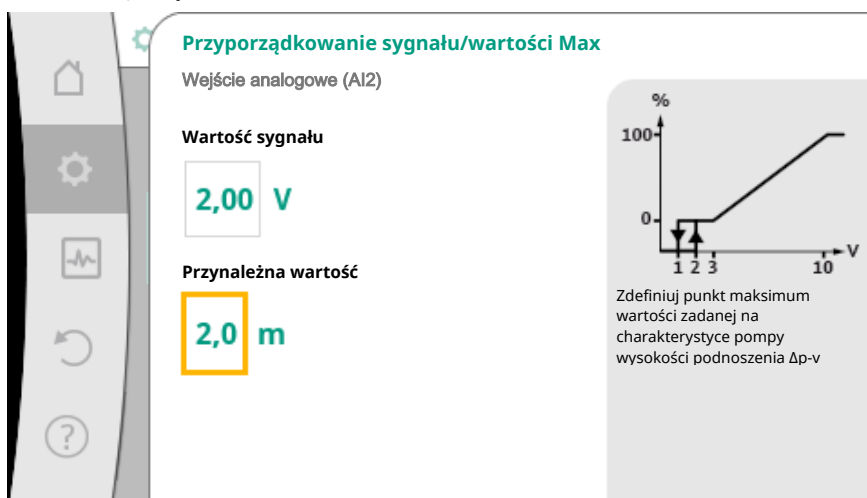 Przyporządkowanie sygnału/wartości Max
Wejście analogowe (AI2)
Wartość sygnału
2,00 V
Przynależna wartość
2,0 m
%
100
0
1 2 3 10 V
Zdefiniuj punkt maksimum
wartości zadanej na
charakterystyce pompy
wysokości podnoszenia Δp-v
?